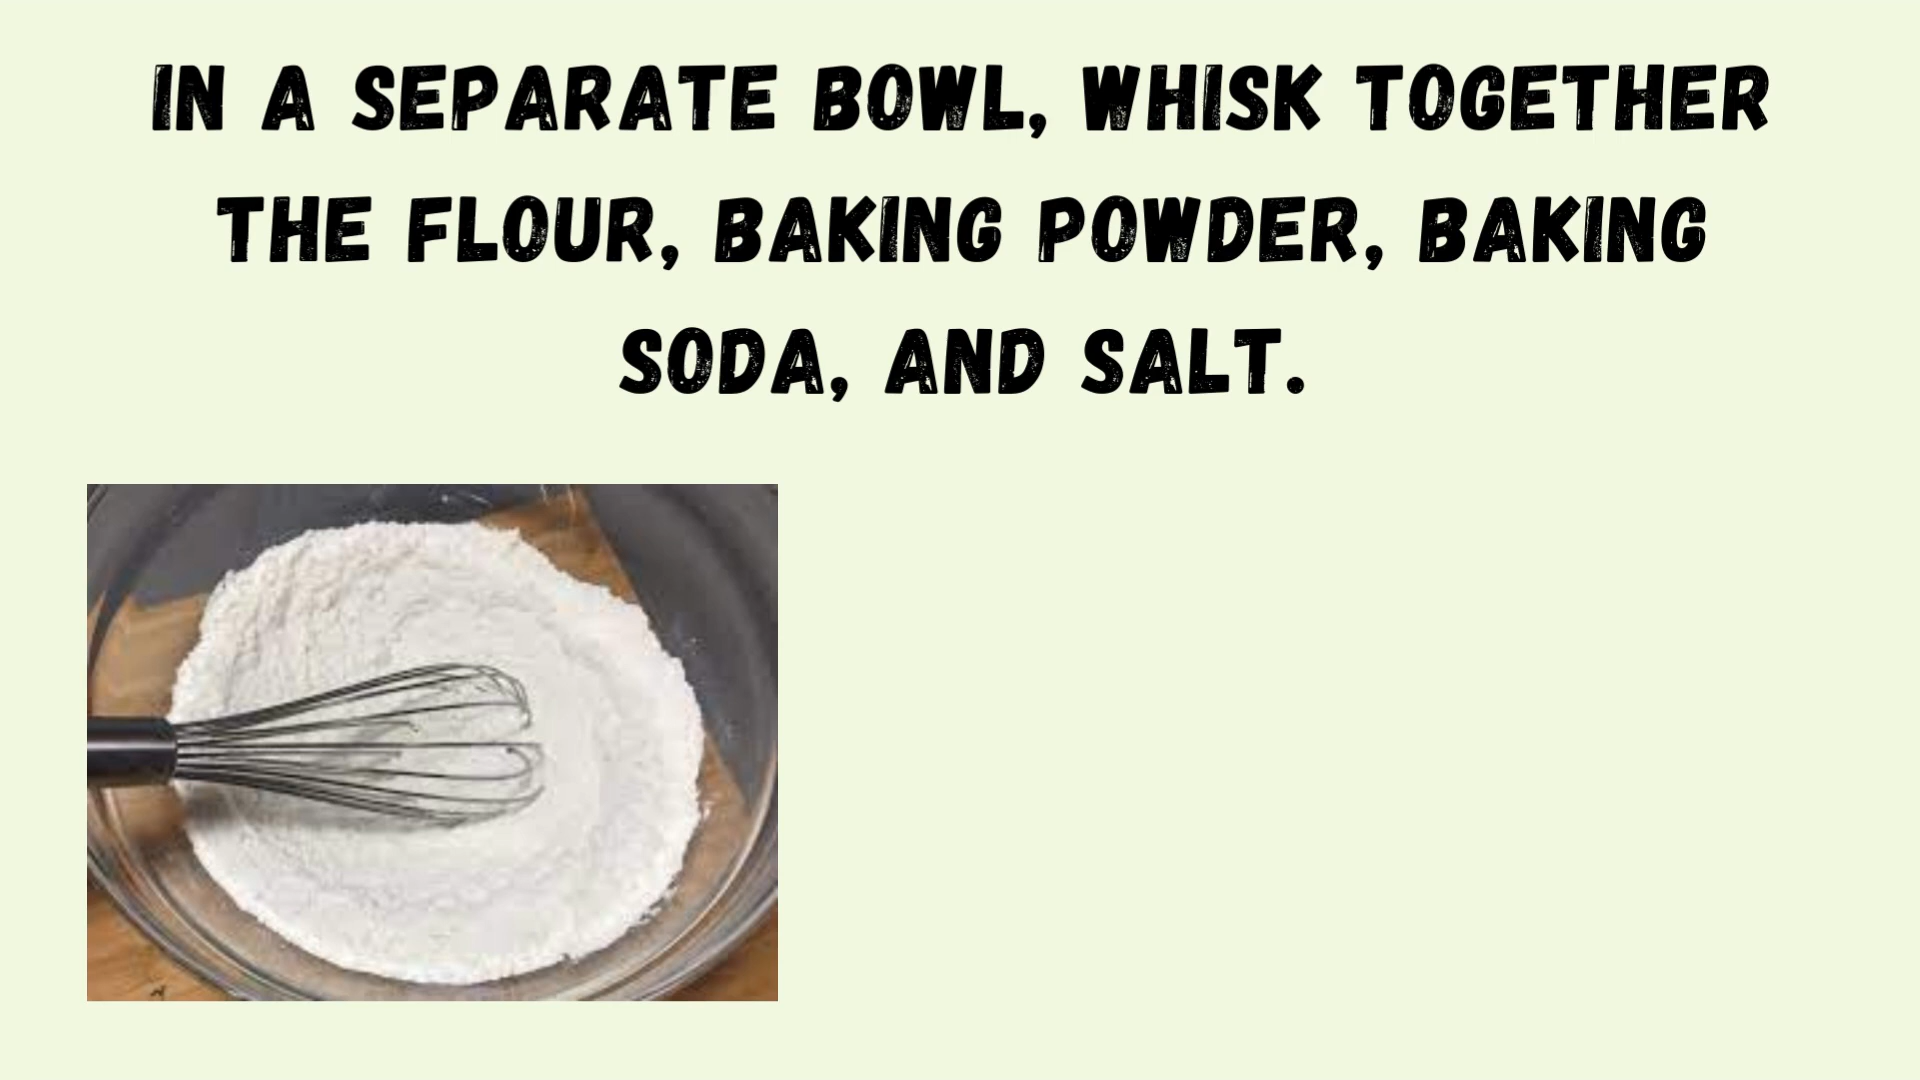 IN A SEPARATE BOWL, WHISK TOGETHER
THE FLOUR, BAKING POWDER, BAKING
SODA, AND SALT.